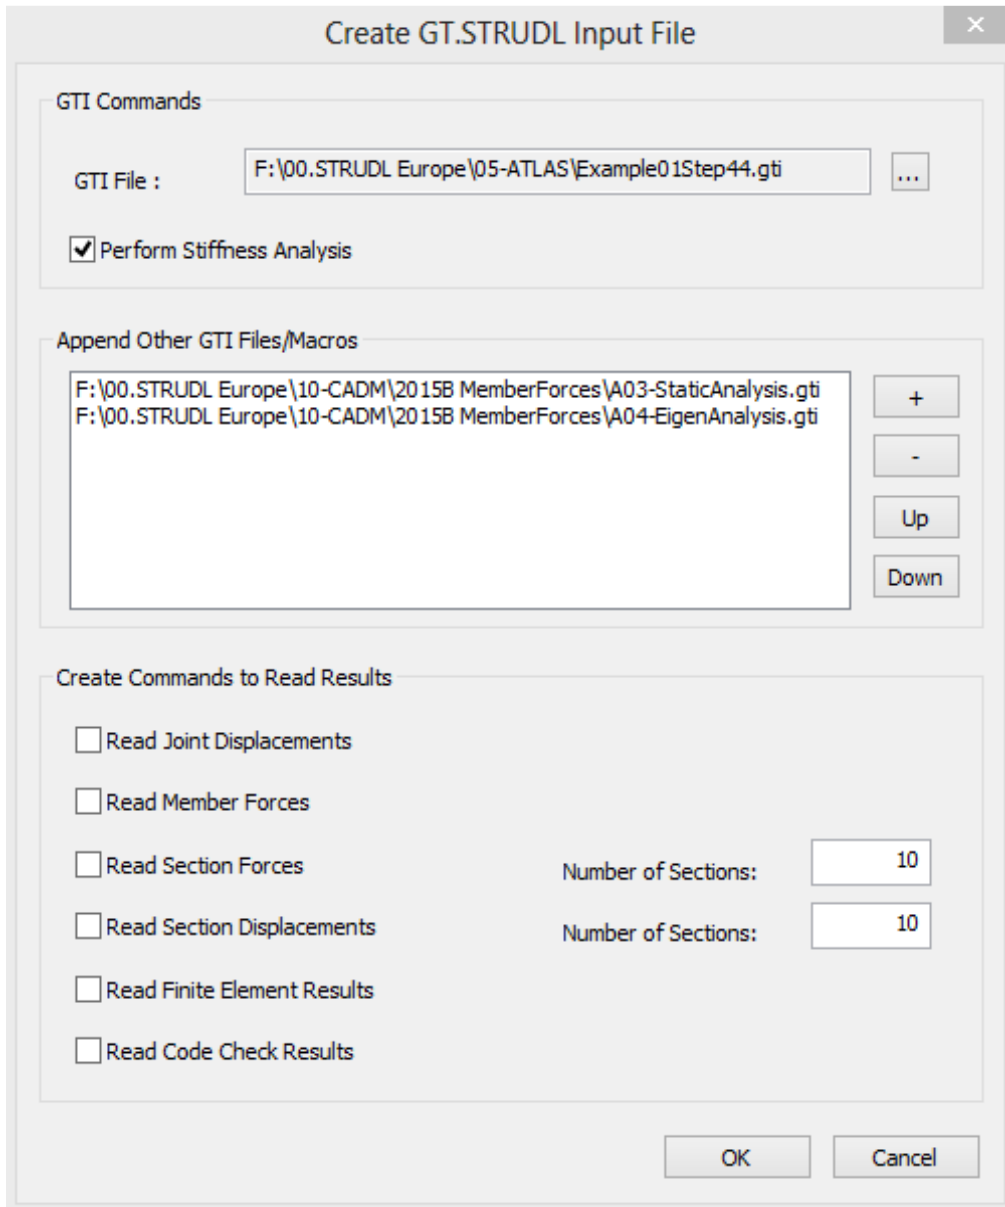 Create GT.STRUDL Input File
GTI Commands
GTI File :
F:\00.STRUDL Europe\05-ATLAS\Example01Step44.gti
...
Perform Stiffness Analysis
Append Other GTI Files/Macros
F:\00.STRUDL Europe\10-CADM\2015B MemberForces\A03-StaticAnalysis.gti
F:\00.STRUDL Europe\10-CADM\2015B MemberForces\A04-EigenAnalysis.gti
+
-
Up
Down
Create Commands to Read Results
Read Joint Displacements
Read Member Forces
Read Section Forces Number of Sections: 10
Read Section Displacements Number of Sections: 10
Read Finite Element Results
Read Code Check Results
OK Cancel